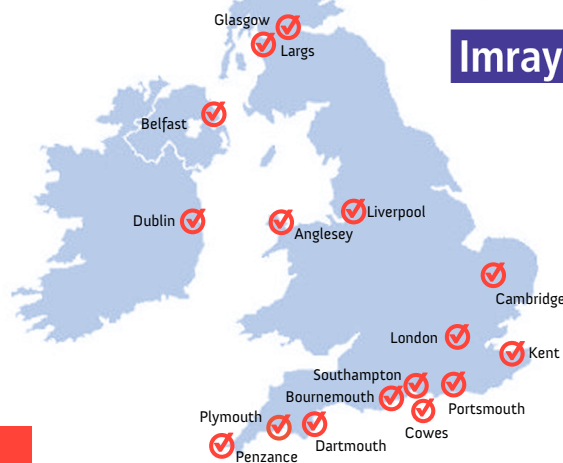 Glasgow
Largs
Imray
Belfast
Dublin
Liverpool
Anglesey
Cambridge
London
Kent
Southampton
Bournemouth
Portsmouth
Plymouth
Cowes
Dartmouth
Penzance